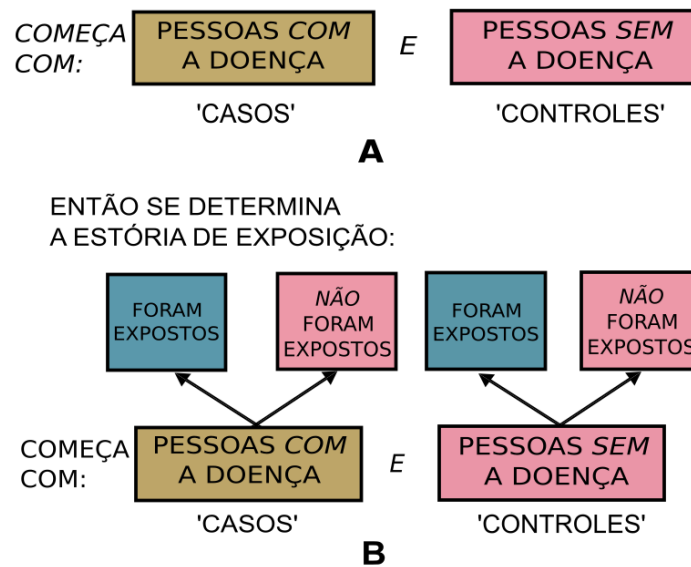 COMEÇA
COM:
PESSOAS COM
A DOENÇA
E
PESSOAS SEM
A DOENÇA
'CASOS'
'CONTROLES'
A
ENTÃO SE DETERMINA
A ESTÓRIA DE EXPOSIÇÃO:
FORAM
EXPOSTOS
NÃO
FORAM
EXPOSTOS
FORAM
EXPOSTOS
NÃO
FORAM
EXPOSTOS
COMEÇA
COM:
PESSOAS COM
A DOENÇA
E
PESSOAS SEM
A DOENÇA
'CASOS'
'CONTROLES'
B